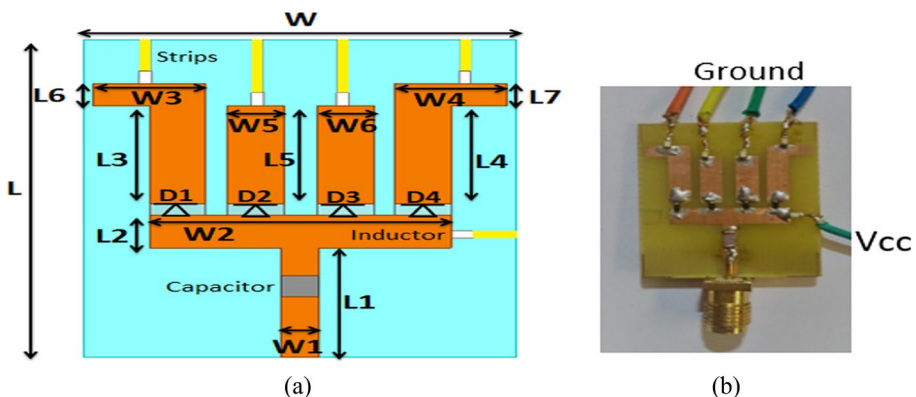 W
Strips
Ground
L6
W3
W4
L7
W5
W6
L3
L5
L4
L
D1
D2
D3
D4
L2
W2
Inductor
Vcc
Capacitor
L1
W1
(a)
(b)